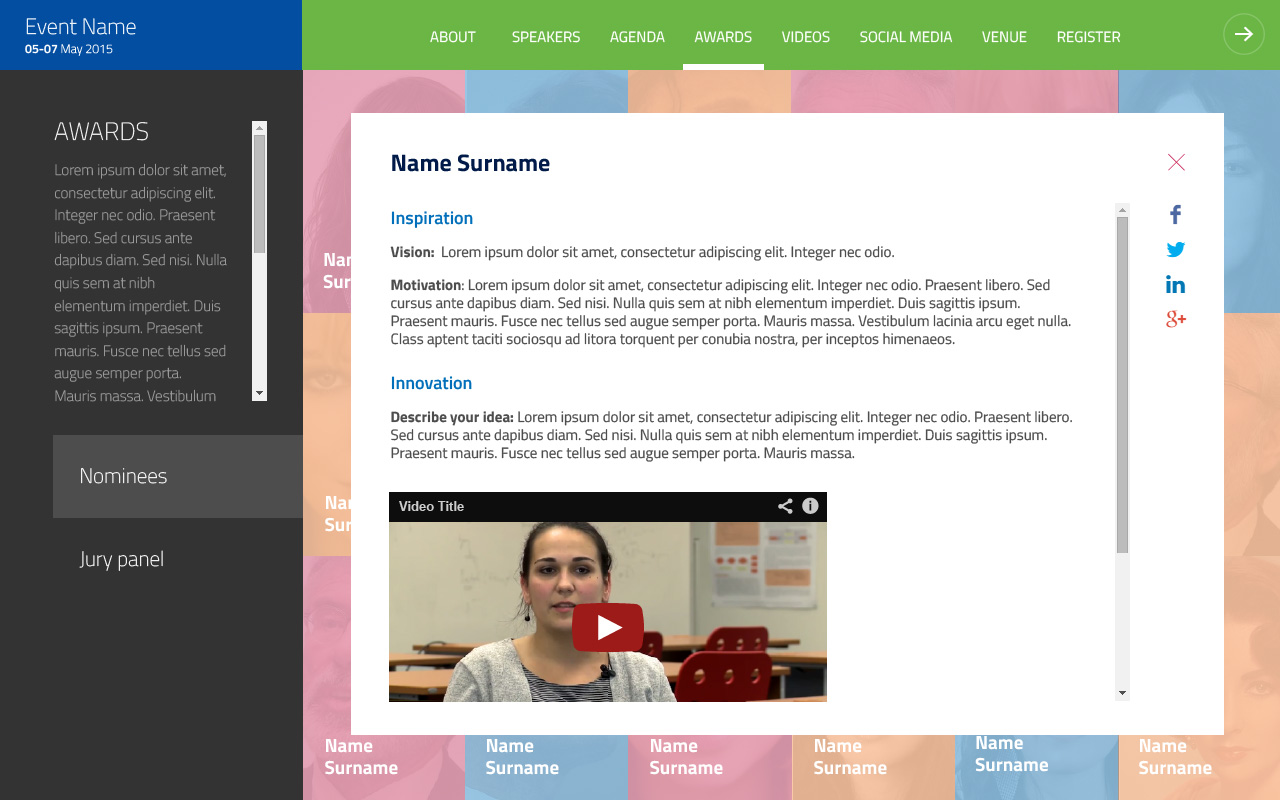 Event Name
05-07 May 2015
ABOUT
SPEAKERS
AGENDA
AWARDS
VIDEOS
SOCIAL MEDIA
VENUE
REGISTER
AWARDS
Lorem ipsum dolor sit amet,
consectetur adipiscing elit.
Integer nec odio. Praesent
libero. Sed cursus ante
dapibus diam. Sed nisi. Nulla
quis sem at nibh
elementum imperdiet. Duis
sagittis ipsum. Praesent
mauris. Fusce nec tellus sed
augue semper porta.
Mauris massa. Vestibulum
Nominees
Jury panel
Name Surname
Inspiration
Vision: Lorem ipsum dolor sit amet, consectetur adipiscing elit. Integer nec odio.
Motivation: Lorem ipsum dolor sit amet, consectetur adipiscing elit. Integer nec odio. Praesent libero. Sed
cursus ante dapibus diam. Sed nisi. Nulla quis sem at nibh elementum imperdiet. Duis sagittis ipsum.
Praesent mauris. Fusce nec tellus sed augue semper porta. Mauris massa. Vestibulum lacinia arcu eget nulla.
Class aptent taciti sociosqu ad litora torquent per conubia nostra, per inceptos himenaeos.
Innovation
Describe your idea: Lorem ipsum dolor sit amet, consectetur adipiscing elit. Integer nec odio. Praesent libero.
Sed cursus ante dapibus diam. Sed nisi. Nulla quis sem at nibh elementum imperdiet. Duis sagittis ipsum.
Praesent mauris. Fusce nec tellus sed augue semper porta. Mauris massa.
Video Title
Name
Surname
Name
Surname
Name
Surname
Name
Surname
Name
Surname
Name
Surname